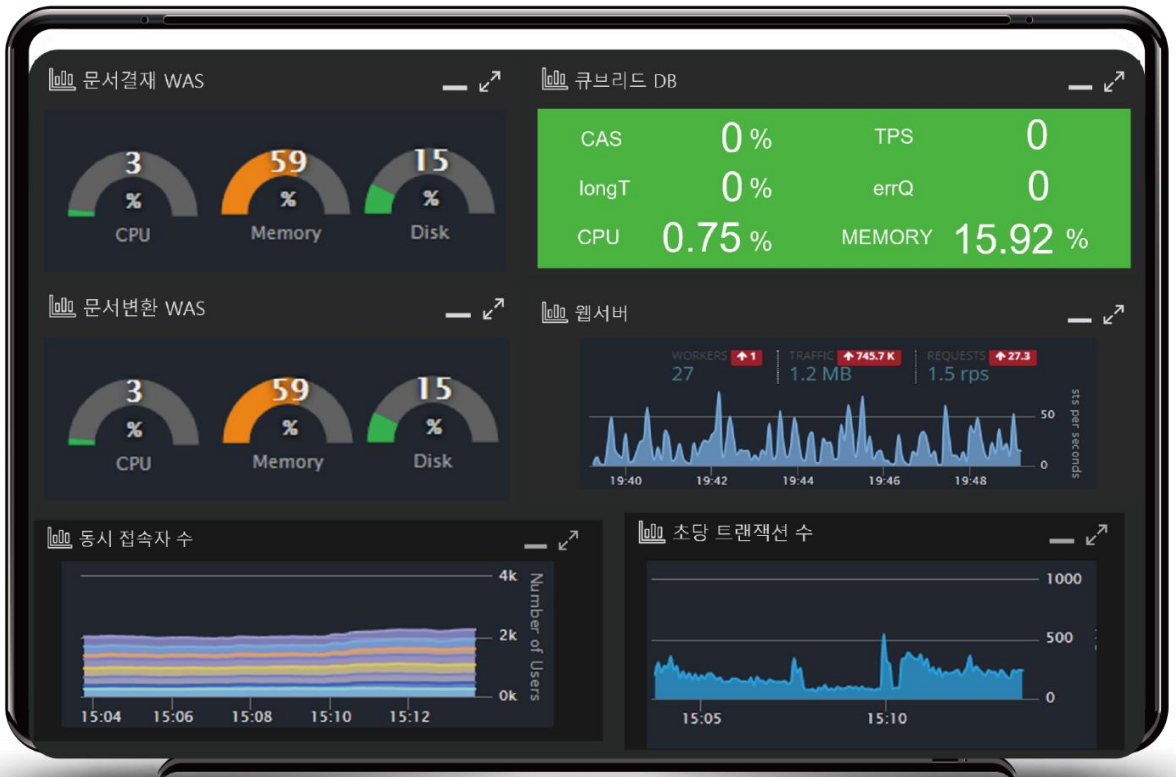 문서결재 WAS
3
%
CPU
59
%
Memory
15
%
Disk
큐브리드 DB
CAS 0 % TPS 0
longT 0 % errQ 0
CPU 0.75 % MEMORY 15.92 %
문서변환 WAS
3
%
CPU
59
%
Memory
15
%
Disk
웹서버
WORKERS 1 TRAFFIC 745.7 K REQUESTS 27.3
27 1.2 MB 1.5 rps
50
0
sts per seconds
19:40 19:42 19:44 19:46 19:48
동시 접속자 수
4k
2k
0k
Number of Users
15:04 15:06 15:08 15:10 15:12
초당 트랜잭션 수
1000
500
0
15:05 15:10